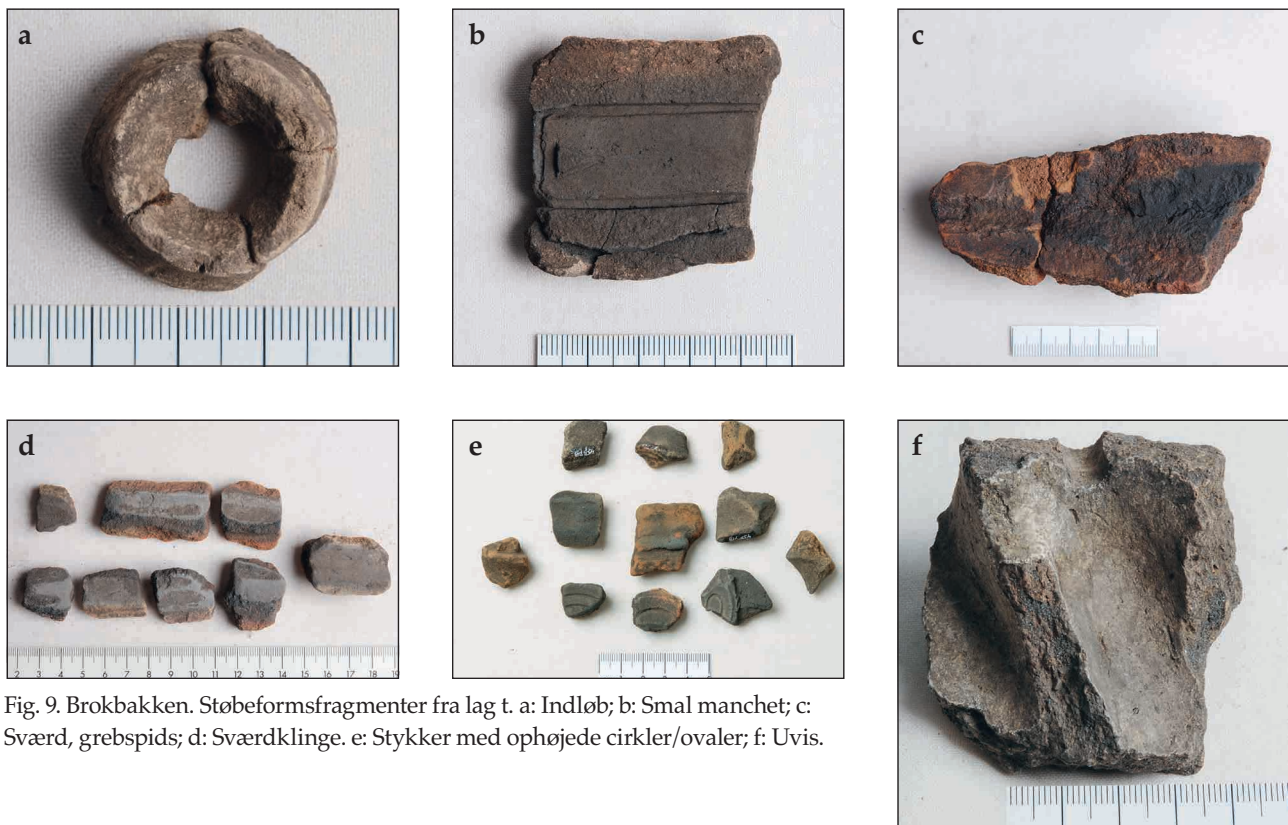 a
b
c
d
2 3 4 5 6 7 8 9 10 11 12 13 14 15 16 17 18 19
e
f
Fig. 9. Brokbakken. Støbeformsfragmenter fra lag t. a: Indløb; b: Smal manchet; c:
Sværd, grebspids; d: Sværdklinge. e: Stykker med ophøjede cirkler/ovaler; f: Uvis.